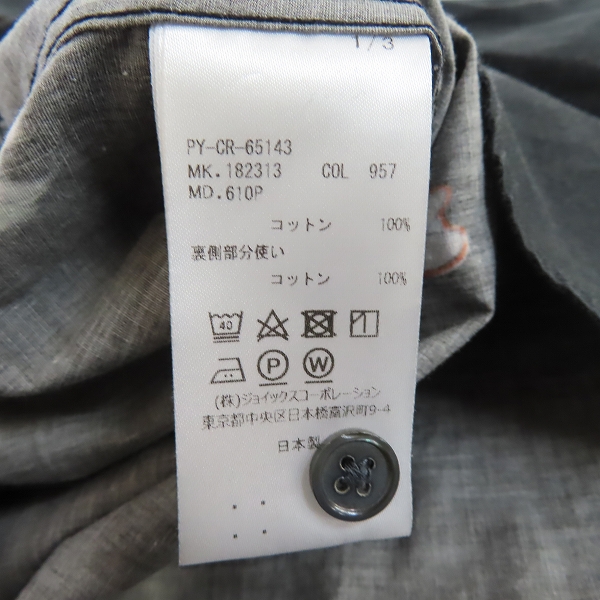 1/3
PY-CR-65143
MK.182313 COL 957
MD.610P
コットン 100%
裏側部分使い
コットン 100%
40
P W
(株)ジョイックスコーポレーション
東京都中央区日本橋富沢町9-4
日本製